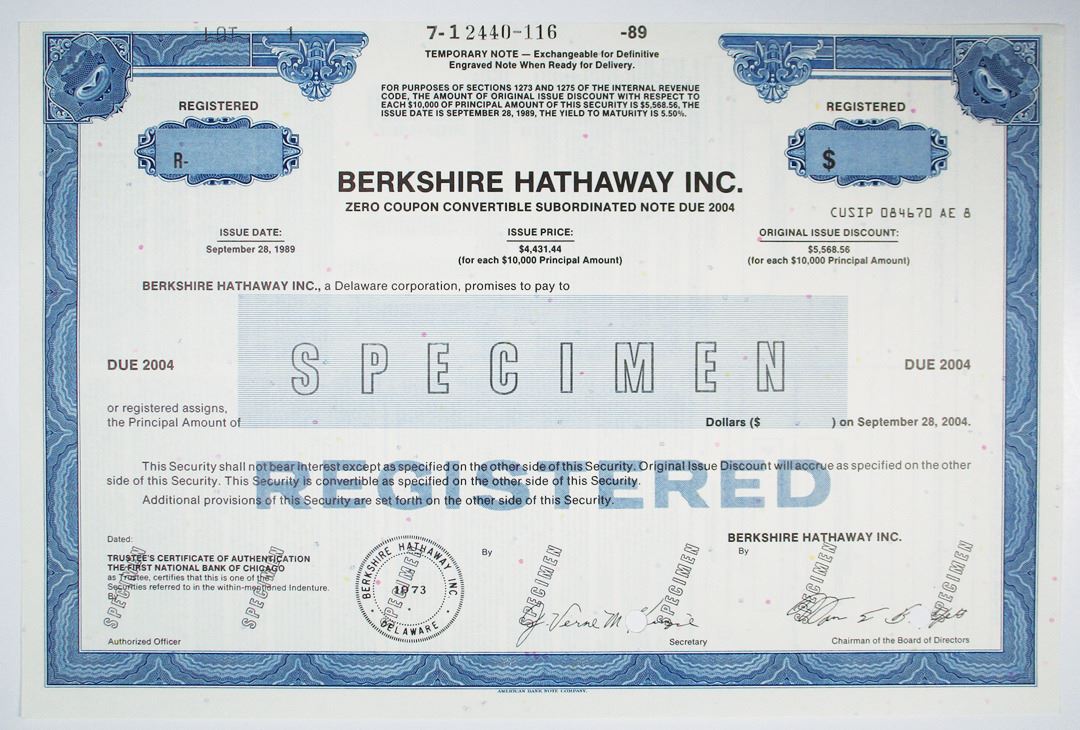 LOT 1
7-12440-116 -89
TEMPORARY NOTE — Exchangeable for Definitive
Engraved Note When Ready for Delivery.
FOR PURPOSES OF SECTIONS 1273 AND 1275 OF THE INTERNAL REVENUE
CODE, THE AMOUNT OF ORIGINAL ISSUE DISCOUNT WITH RESPECT TO
EACH $10,000 OF PRINCIPAL AMOUNT OF THIS SECURITY IS $5,568.56, THE
ISSUE DATE IS SEPTEMBER 28, 1989, THE YIELD TO MATURITY IS 5.50%.
REGISTERED
REGISTERED
R-
$
BERKSHIRE HATHAWAY INC.
ZERO COUPON CONVERTIBLE SUBORDINATED NOTE DUE 2004
CUSIP 084670 AE 8
ISSUE DATE:
September 28, 1989
ISSUE PRICE:
$4,431.44
(for each $10,000 Principal Amount)
ORIGINAL ISSUE DISCOUNT:
$5,568.56
(for each $10,000 Principal Amount)
BERKSHIRE HATHAWAY INC., a Delaware corporation, promises to pay to
SPECIMEN
DUE 2004
DUE 2004
or registered assigns,
the Principal Amount of Dollars ($ ) on September 28, 2004.
This Security shall not bear interest except as specified on the other side of this Security. Original Issue Discount will accrue as specified on the other
side of this Security. This Security is convertible as specified on the other side of this Security.
REGISTERED
Additional provisions of this Security are set forth on the other side of this Security.
Dated:
TRUSTEE'S CERTIFICATE OF AUTHENTICATION
THE FIRST NATIONAL BANK OF CHICAGO
as Trustee, certifies that this is one of the
Securities referred to in the within-mentioned Indenture.
By
SPECIMEN
SPECIMEN
Authorized Officer
BERKSHIRE HATHAWAY INC.
1973
DELAWARE
SPECIMEN
By
SPECIMEN
SPECIMEN
J. Verne M
Secretary
BERKSHIRE HATHAWAY INC.
By
SPECIMEN
SPECIMEN
Chairman of the Board of Directors
AMERICAN BANK NOTE COMPANY.